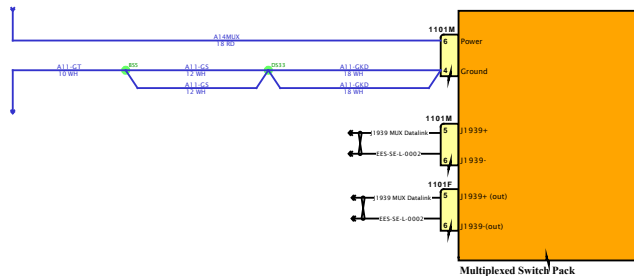 1101M
A14MUX
18 RD
6 Power
A11-GT
10 WH
BS5
A11-GS
12 WH
DS33
A11-GKD
18 WH
4 Ground
A11-GS
12 WH
A11-GKD
18 WH
1101M
J1939 MUX Datalink
5 J1939+
EES-SE-L-0002
6 J1939-
1101F
J1939 MUX Datalink
5 J1939+ (out)
EES-SE-L-0002
6 J1939-(out)
Multiplexed Switch Pack